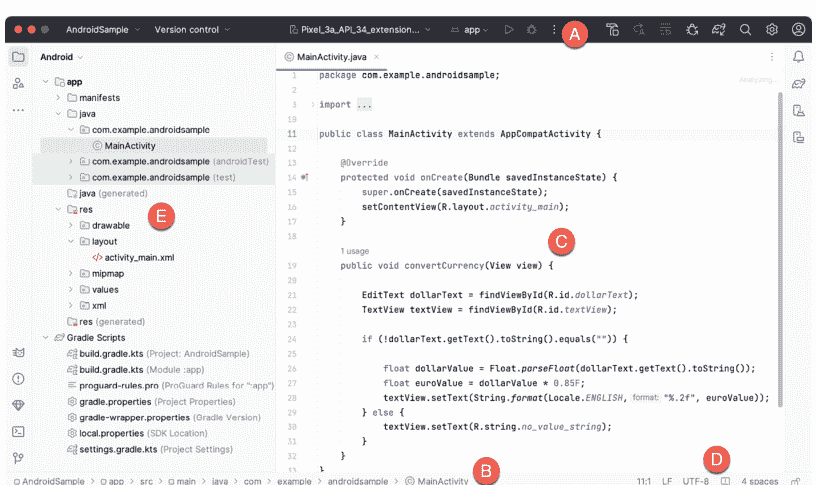 AndroidSample Version control Pixel_3a_API_34_extension... app A
Android
app
manifests
java
com.example.androidsample
MainActivity
com.example.androidsample (androidTest)
com.example.androidsample (test)
java (generated)
res
E
drawable
layout
activity_main.xml
mipmap
values
xml
res (generated)
Gradle Scripts
build.gradle.kts (Project: AndroidSample)
build.gradle.kts (Module :app)
proguard-rules.pro (ProGuard Rules for ":app")
gradle.properties (Project Properties)
gradle-wrapper.properties (Gradle Version)
local.properties (SDK Location)
settings.gradle.kts (Project Settings)
MainActivity.java
Analyzing...
1 package com.example.androidsample;
2
3 import ...
10
11 public class MainActivity extends AppCompatActivity {
12
13 @Override
14 protected void onCreate(Bundle savedInstanceState) {
15 super.onCreate(savedInstanceState);
16 setContentView(R.layout.activity_main);
17 }
18
C
1 usage
19 public void convertCurrency(View view) {
20
21 EditText dollarText = findViewById(R.id.dollarText);
22 TextView textView = findViewById(R.id.textView);
23
24 if (!dollarText.getText().toString().equals("")) {
25
26 float dollarValue = Float.parseFloat(dollarText.getText().toString());
27 float euroValue = dollarValue * 0.85F;
28 textView.setText(String.format(Locale.ENGLISH, format: "%.2f", euroValue));
29 } else {
30 textView.setText(R.string.no_value_string);
31 }
32 }
33 }
AndroidSample app src main java com example androidsample MainActivity B
D
11:1 LF UTF-8 4 spaces